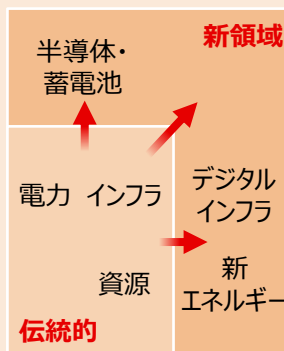 新領域
半導体・
蓄電池
電力 インフラ
デジタル
インフラ
資源
新
エネルギー
伝統的